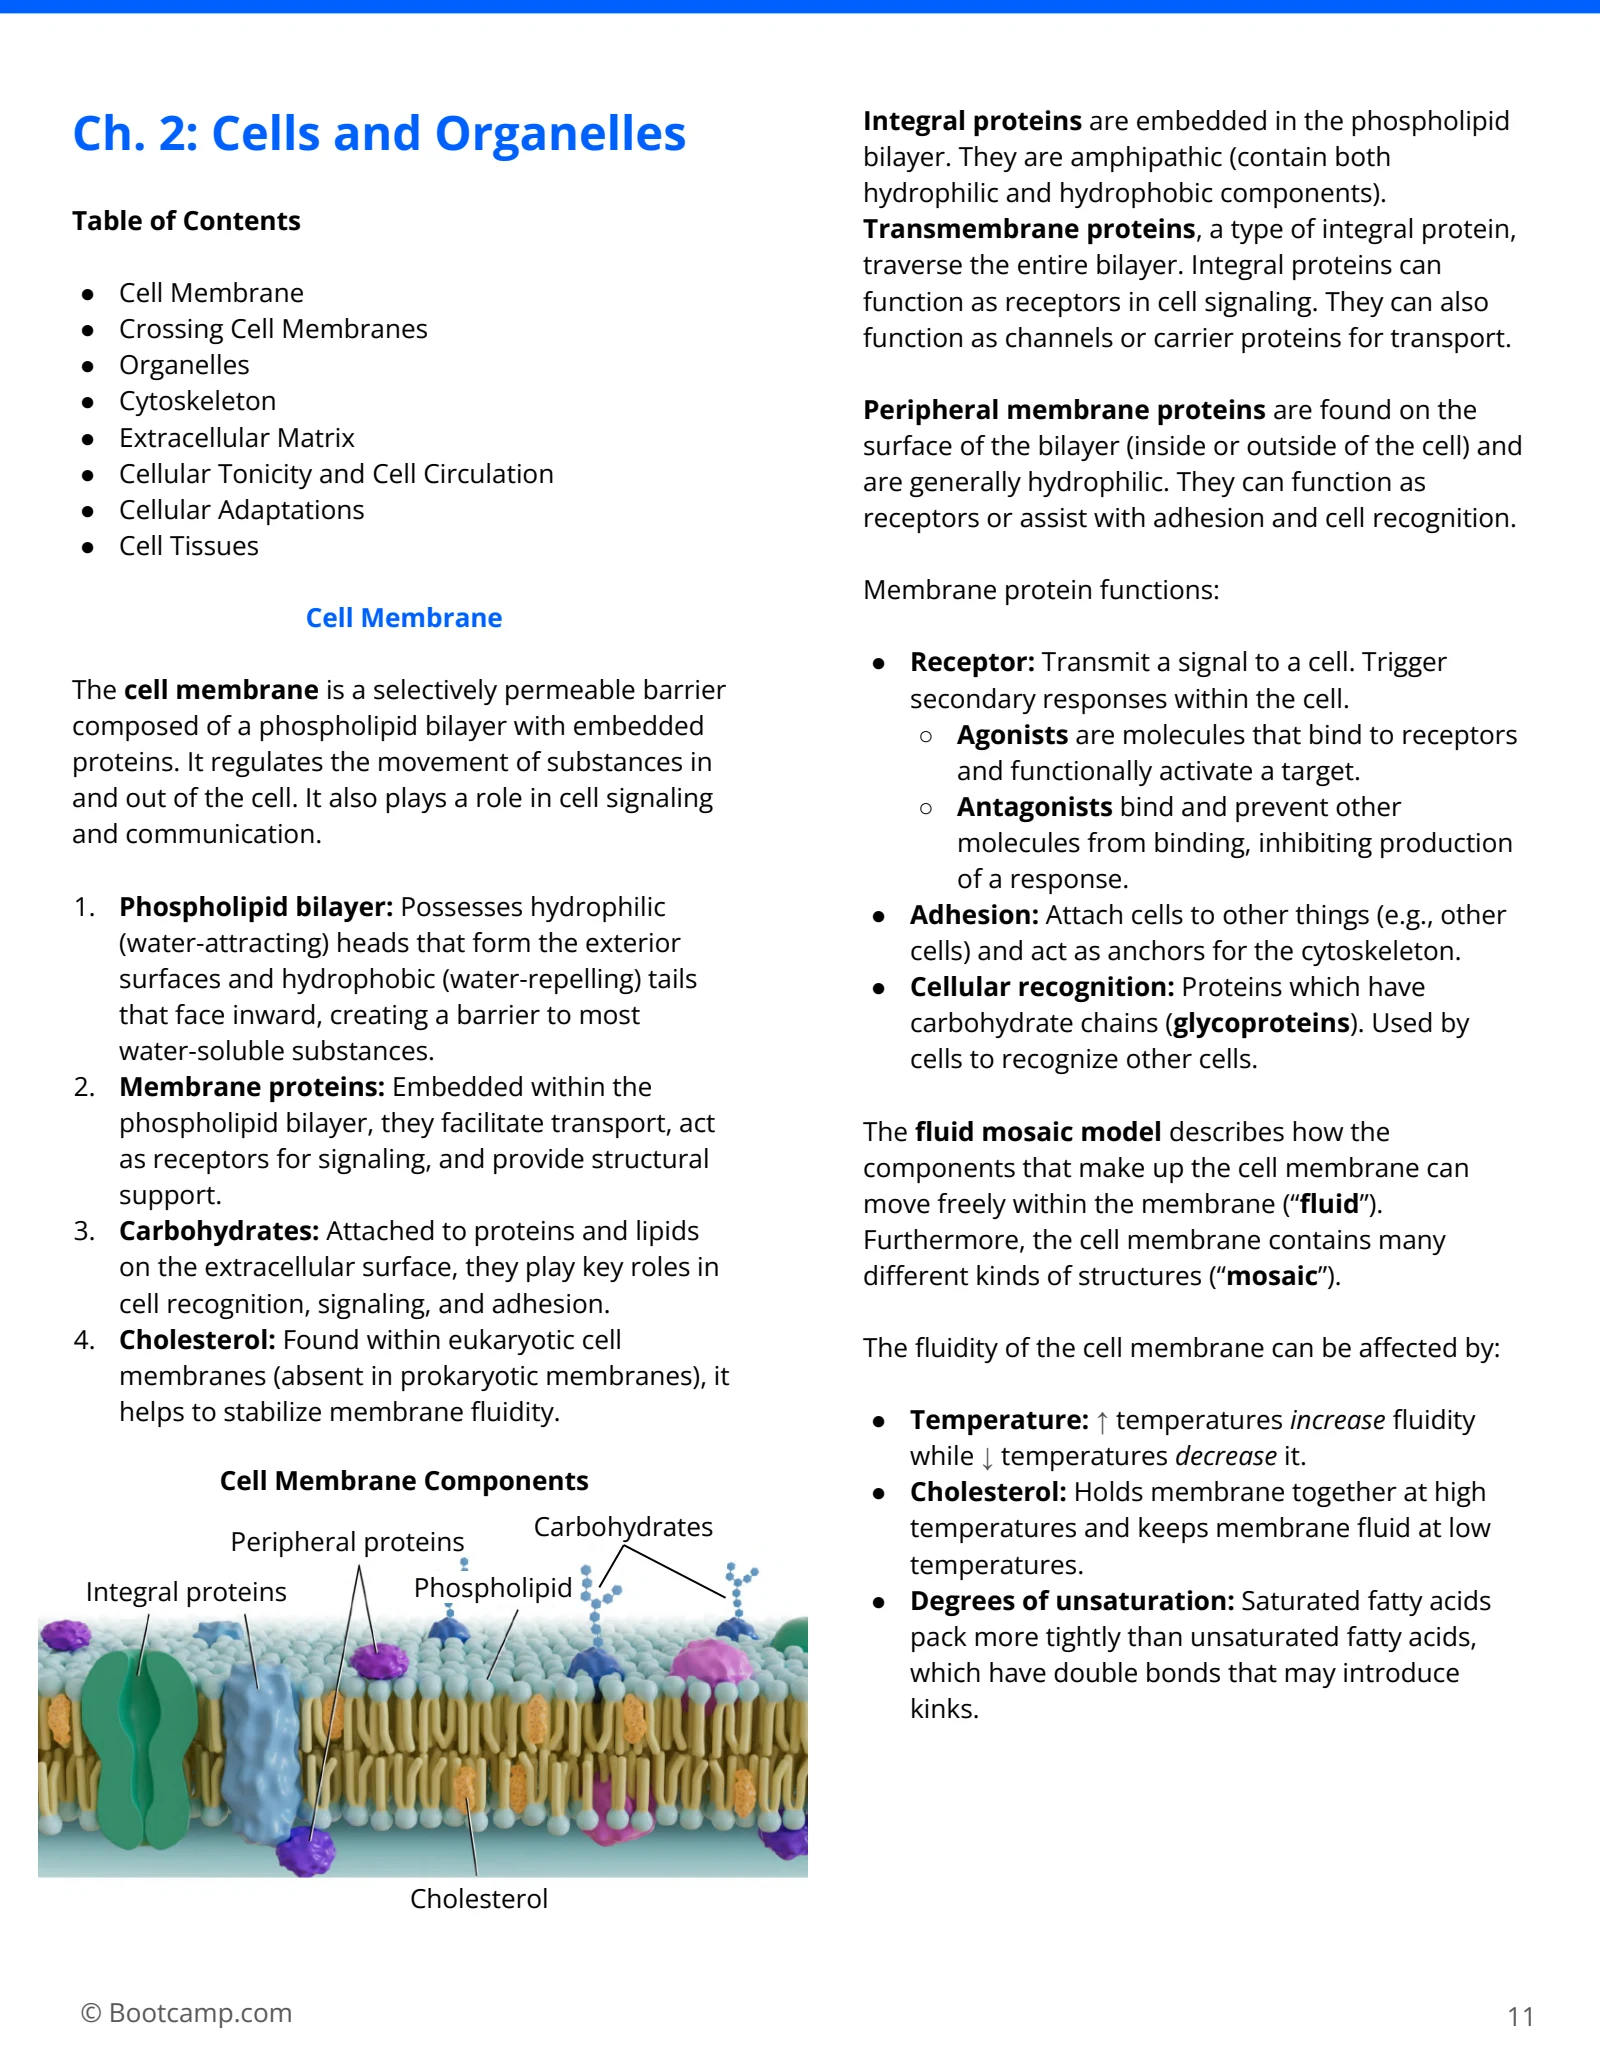 Ch. 2: Cells and Organelles
Table of Contents
● Cell Membrane
● Crossing Cell Membranes
● Organelles
● Cytoskeleton
● Extracellular Matrix
● Cellular Tonicity and Cell Circulation
● Cellular Adaptations
● Cell Tissues
Cell Membrane
The cell membrane is a selectively permeable barrier
composed of a phospholipid bilayer with embedded
proteins. It regulates the movement of substances in
and out of the cell. It also plays a role in cell signaling
and communication.
1. Phospholipid bilayer: Possesses hydrophilic
(water-attracting) heads that form the exterior
surfaces and hydrophobic (water-repelling) tails
that face inward, creating a barrier to most
water-soluble substances.
2. Membrane proteins: Embedded within the
phospholipid bilayer, they facilitate transport, act
as receptors for signaling, and provide structural
support.
3. Carbohydrates: Attached to proteins and lipids
on the extracellular surface, they play key roles in
cell recognition, signaling, and adhesion.
4. Cholesterol: Found within eukaryotic cell
membranes (absent in prokaryotic membranes), it
helps to stabilize membrane fluidity.
Cell Membrane Components
Carbohydrates
Peripheral proteins
Phospholipid
Integral proteins
Cholesterol
Integral proteins are embedded in the phospholipid
bilayer. They are amphipathic (contain both
hydrophilic and hydrophobic components).
Transmembrane proteins, a type of integral protein,
traverse the entire bilayer. Integral proteins can
function as receptors in cell signaling. They can also
function as channels or carrier proteins for transport.
Peripheral membrane proteins are found on the
surface of the bilayer (inside or outside of the cell) and
are generally hydrophilic. They can function as
receptors or assist with adhesion and cell recognition.
Membrane protein functions:
● Receptor: Transmit a signal to a cell. Trigger
secondary responses within the cell.
○ Agonists are molecules that bind to receptors
and functionally activate a target.
○ Antagonists bind and prevent other
molecules from binding, inhibiting production
of a response.
● Adhesion: Attach cells to other things (e.g., other
cells) and act as anchors for the cytoskeleton.
● Cellular recognition: Proteins which have
carbohydrate chains (glycoproteins). Used by
cells to recognize other cells.
The fluid mosaic model describes how the
components that make up the cell membrane can
move freely within the membrane (“fluid”).
Furthermore, the cell membrane contains many
different kinds of structures (“mosaic”).
The fluidity of the cell membrane can be affected by:
● Temperature: ↑ temperatures increase fluidity
while ↓ temperatures decrease it.
● Cholesterol: Holds membrane together at high
temperatures and keeps membrane fluid at low
temperatures.
● Degrees of unsaturation: Saturated fatty acids
pack more tightly than unsaturated fatty acids,
which have double bonds that may introduce
kinks.
© Bootcamp.com
11